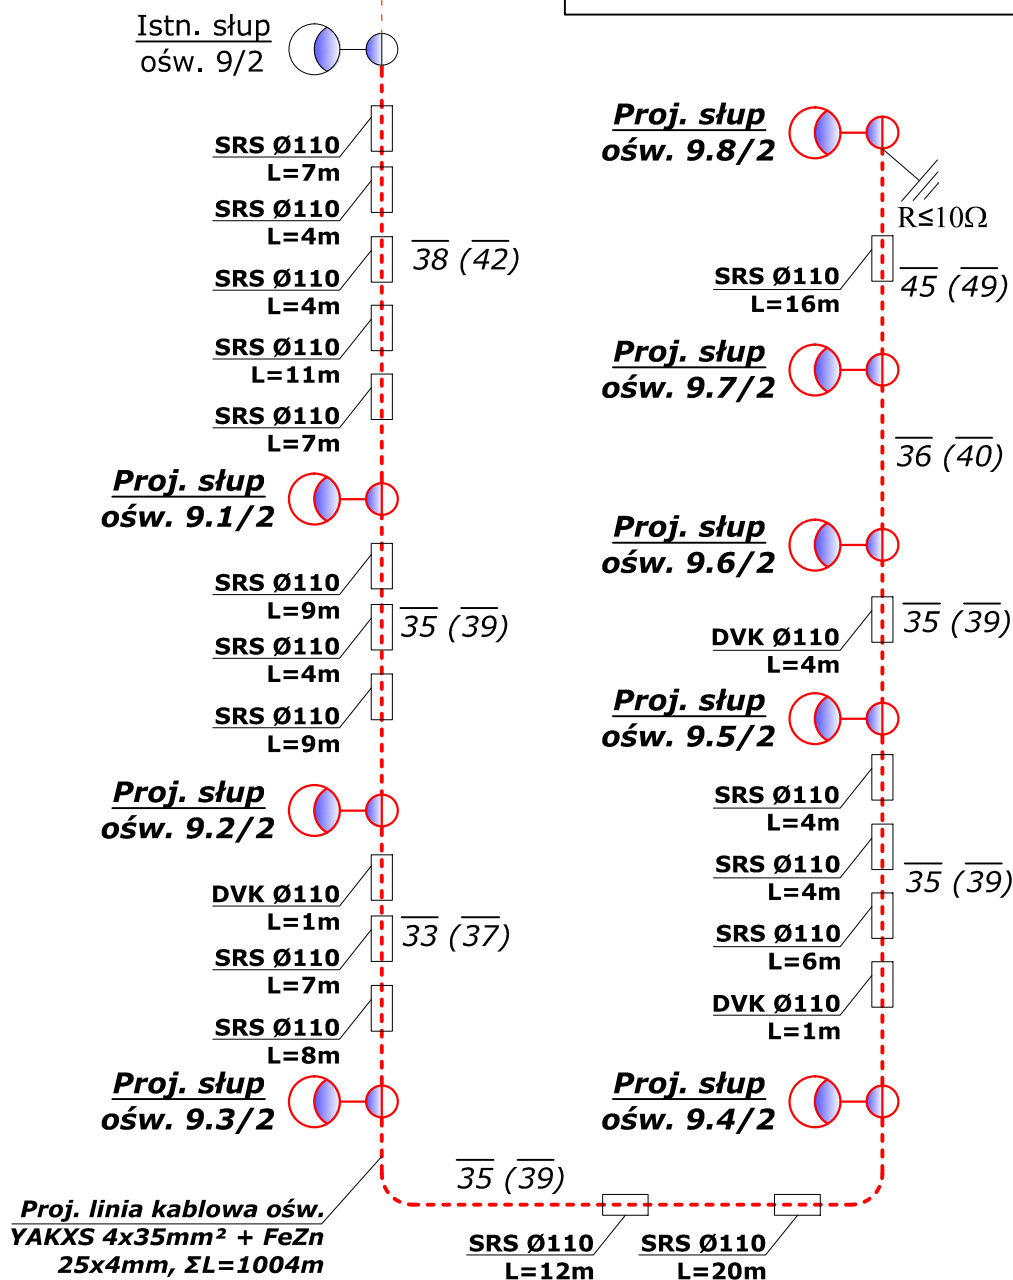 Istn. słup
ośw. 9/2
SRS Ø110
L=7m
SRS Ø110
L=4m
38 (42)
SRS Ø110
L=4m
SRS Ø110
L=11m
SRS Ø110
L=7m
Proj. słup
ośw. 9.1/2
SRS Ø110
L=9m
35 (39)
SRS Ø110
L=4m
SRS Ø110
L=9m
Proj. słup
ośw. 9.2/2
DVK Ø110
L=1m
33 (37)
SRS Ø110
L=7m
SRS Ø110
L=8m
Proj. słup
ośw. 9.3/2
Proj. linia kablowa ośw.
YAKXS 4x35mm² + FeZn
25x4mm, ΣL=1004m
35 (39)
SRS Ø110
L=12m
SRS Ø110
L=20m
Proj. słup
ośw. 9.8/2
R≤10Ω
SRS Ø110
L=16m
45 (49)
Proj. słup
ośw. 9.7/2
36 (40)
Proj. słup
ośw. 9.6/2
DVK Ø110
L=4m
35 (39)
Proj. słup
ośw. 9.5/2
SRS Ø110
L=4m
SRS Ø110
L=4m
35 (39)
SRS Ø110
L=6m
DVK Ø110
L=1m
Proj. słup
ośw. 9.4/2